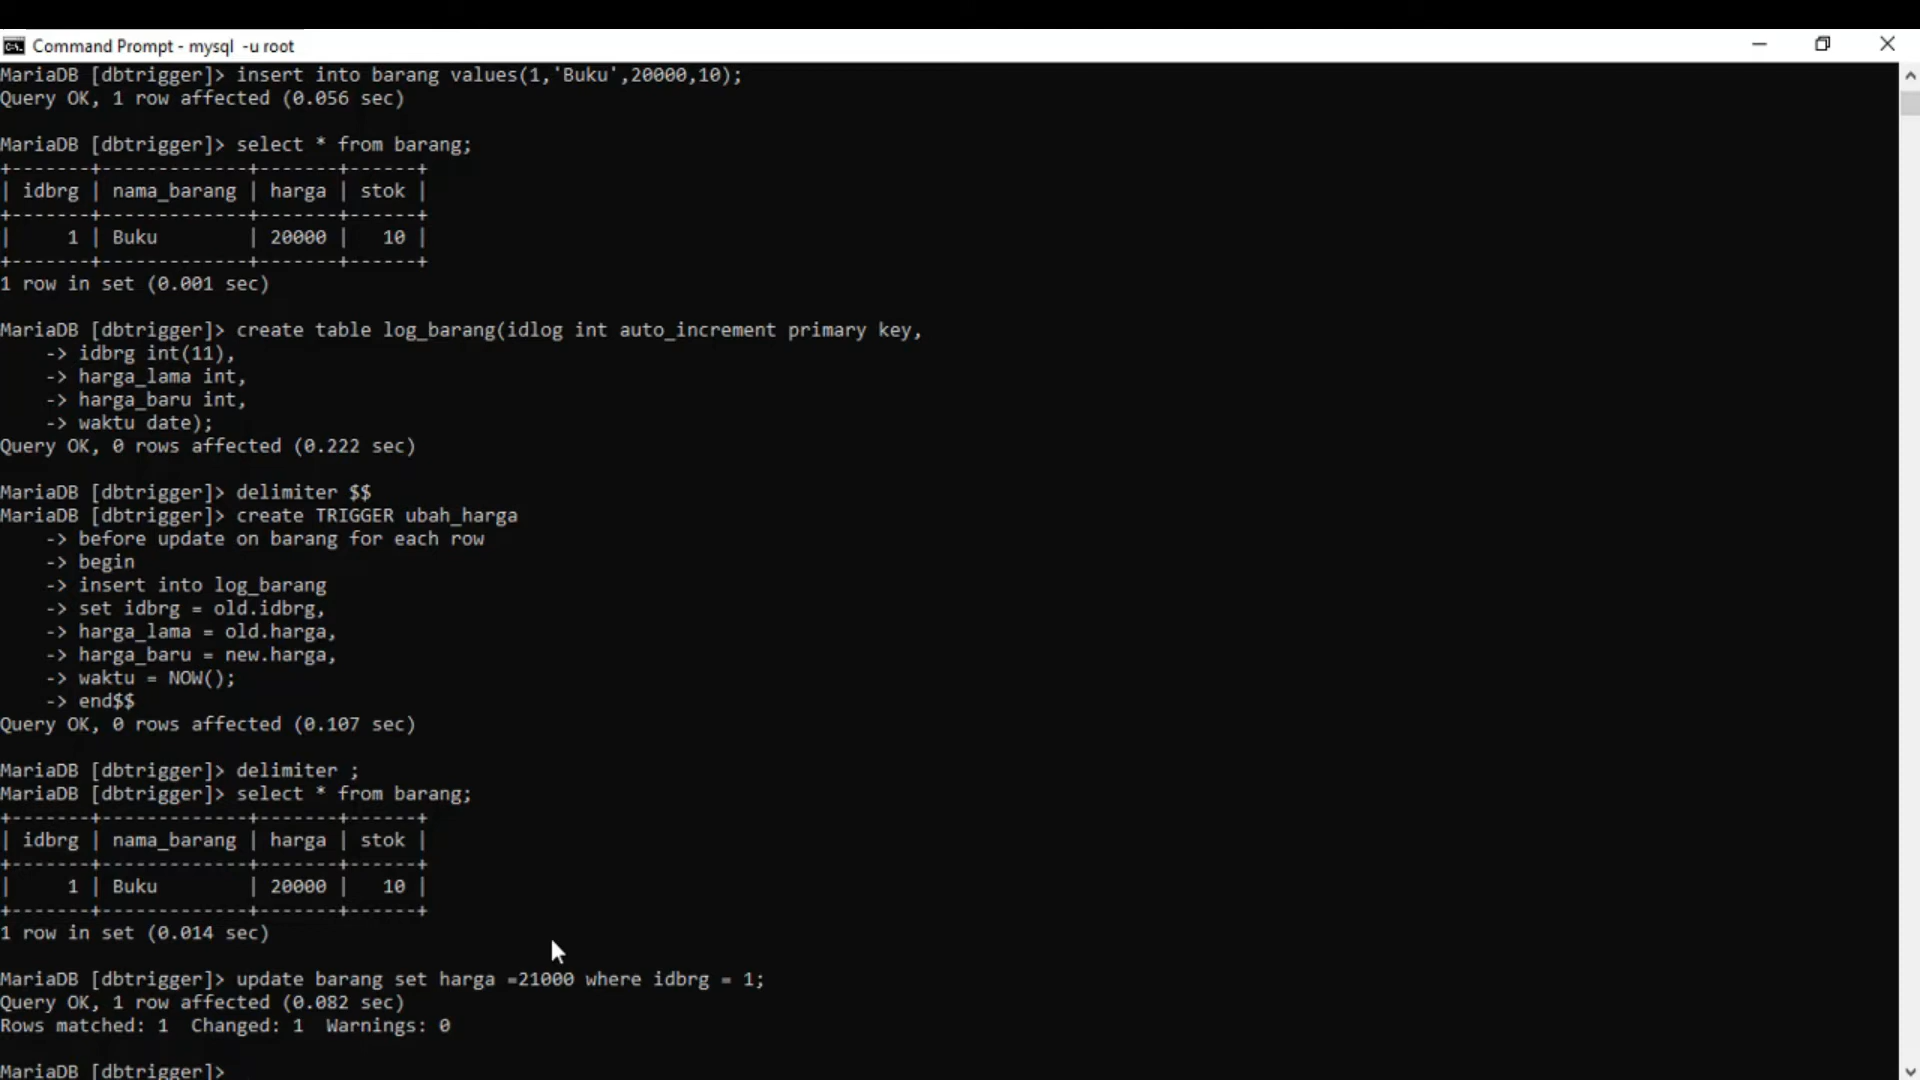 Command Prompt - mysql  -u root
MariaDB [dbtrigger]> insert into barang values(1,'Buku',20000,10);
Query OK, 1 row affected (0.056 sec)
MariaDB [dbtrigger]> select * from barang;
+-------+-------------+-------+------+
| idbrg | nama_barang | harga | stok |
+-------+-------------+-------+------+
|     1 | Buku        | 20000 |   10 |
+-------+-------------+-------+------+
1 row in set (0.001 sec)
MariaDB [dbtrigger]> create table log_barang(idlog int auto_increment primary key,
    -> idbrg int(11),
    -> harga_lama int,
    -> harga_baru int,
    -> waktu date);
Query OK, 0 rows affected (0.222 sec)
MariaDB [dbtrigger]> delimiter $$
MariaDB [dbtrigger]> create TRIGGER ubah_harga
    -> before update on barang for each row
    -> begin
    -> insert into log_barang
    -> set idbrg = old.idbrg,
    -> harga_lama = old.harga,
    -> harga_baru = new.harga,
    -> waktu = NOW();
    -> end$$
Query OK, 0 rows affected (0.107 sec)
MariaDB [dbtrigger]> delimiter ;
MariaDB [dbtrigger]> select * from barang;
+-------+-------------+-------+------+
| idbrg | nama_barang | harga | stok |
+-------+-------------+-------+------+
|     1 | Buku        | 20000 |   10 |
+-------+-------------+-------+------+
1 row in set (0.014 sec)
MariaDB [dbtrigger]> update barang set harga =21000 where idbrg = 1;
Query OK, 1 row affected (0.082 sec)
Rows matched: 1  Changed: 1  Warnings: 0
MariaDB [dbtrigger]>